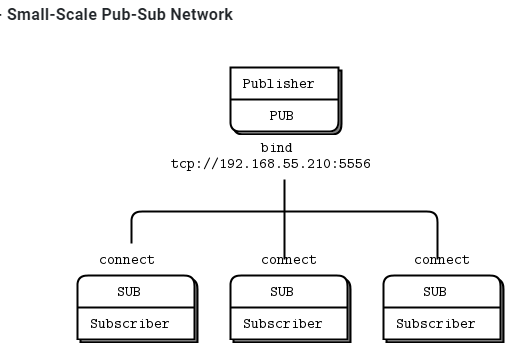 - Small-Scale Pub-Sub Network
Publisher
PUB
bind
tcp://192.168.55.210:5556
connect connect connect
SUB SUB SUB
Subscriber Subscriber Subscriber